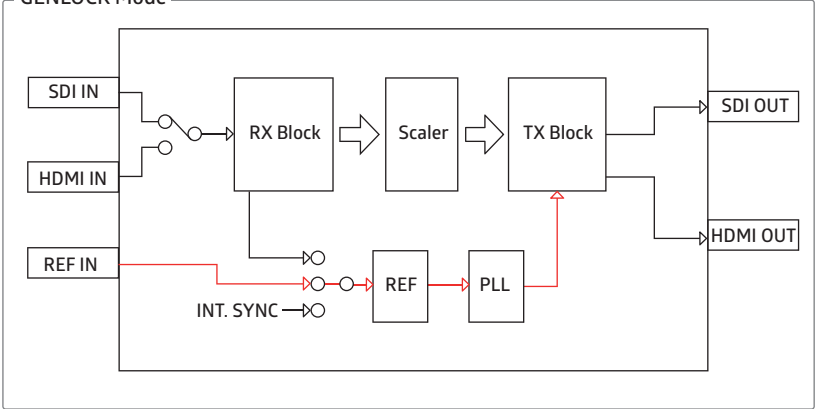 GENLOCK Mode
SDI IN
RX Block
Scaler
TX Block
SDI OUT
HDMI IN
HDMI OUT
REF IN
REF
PLL
INT. SYNC